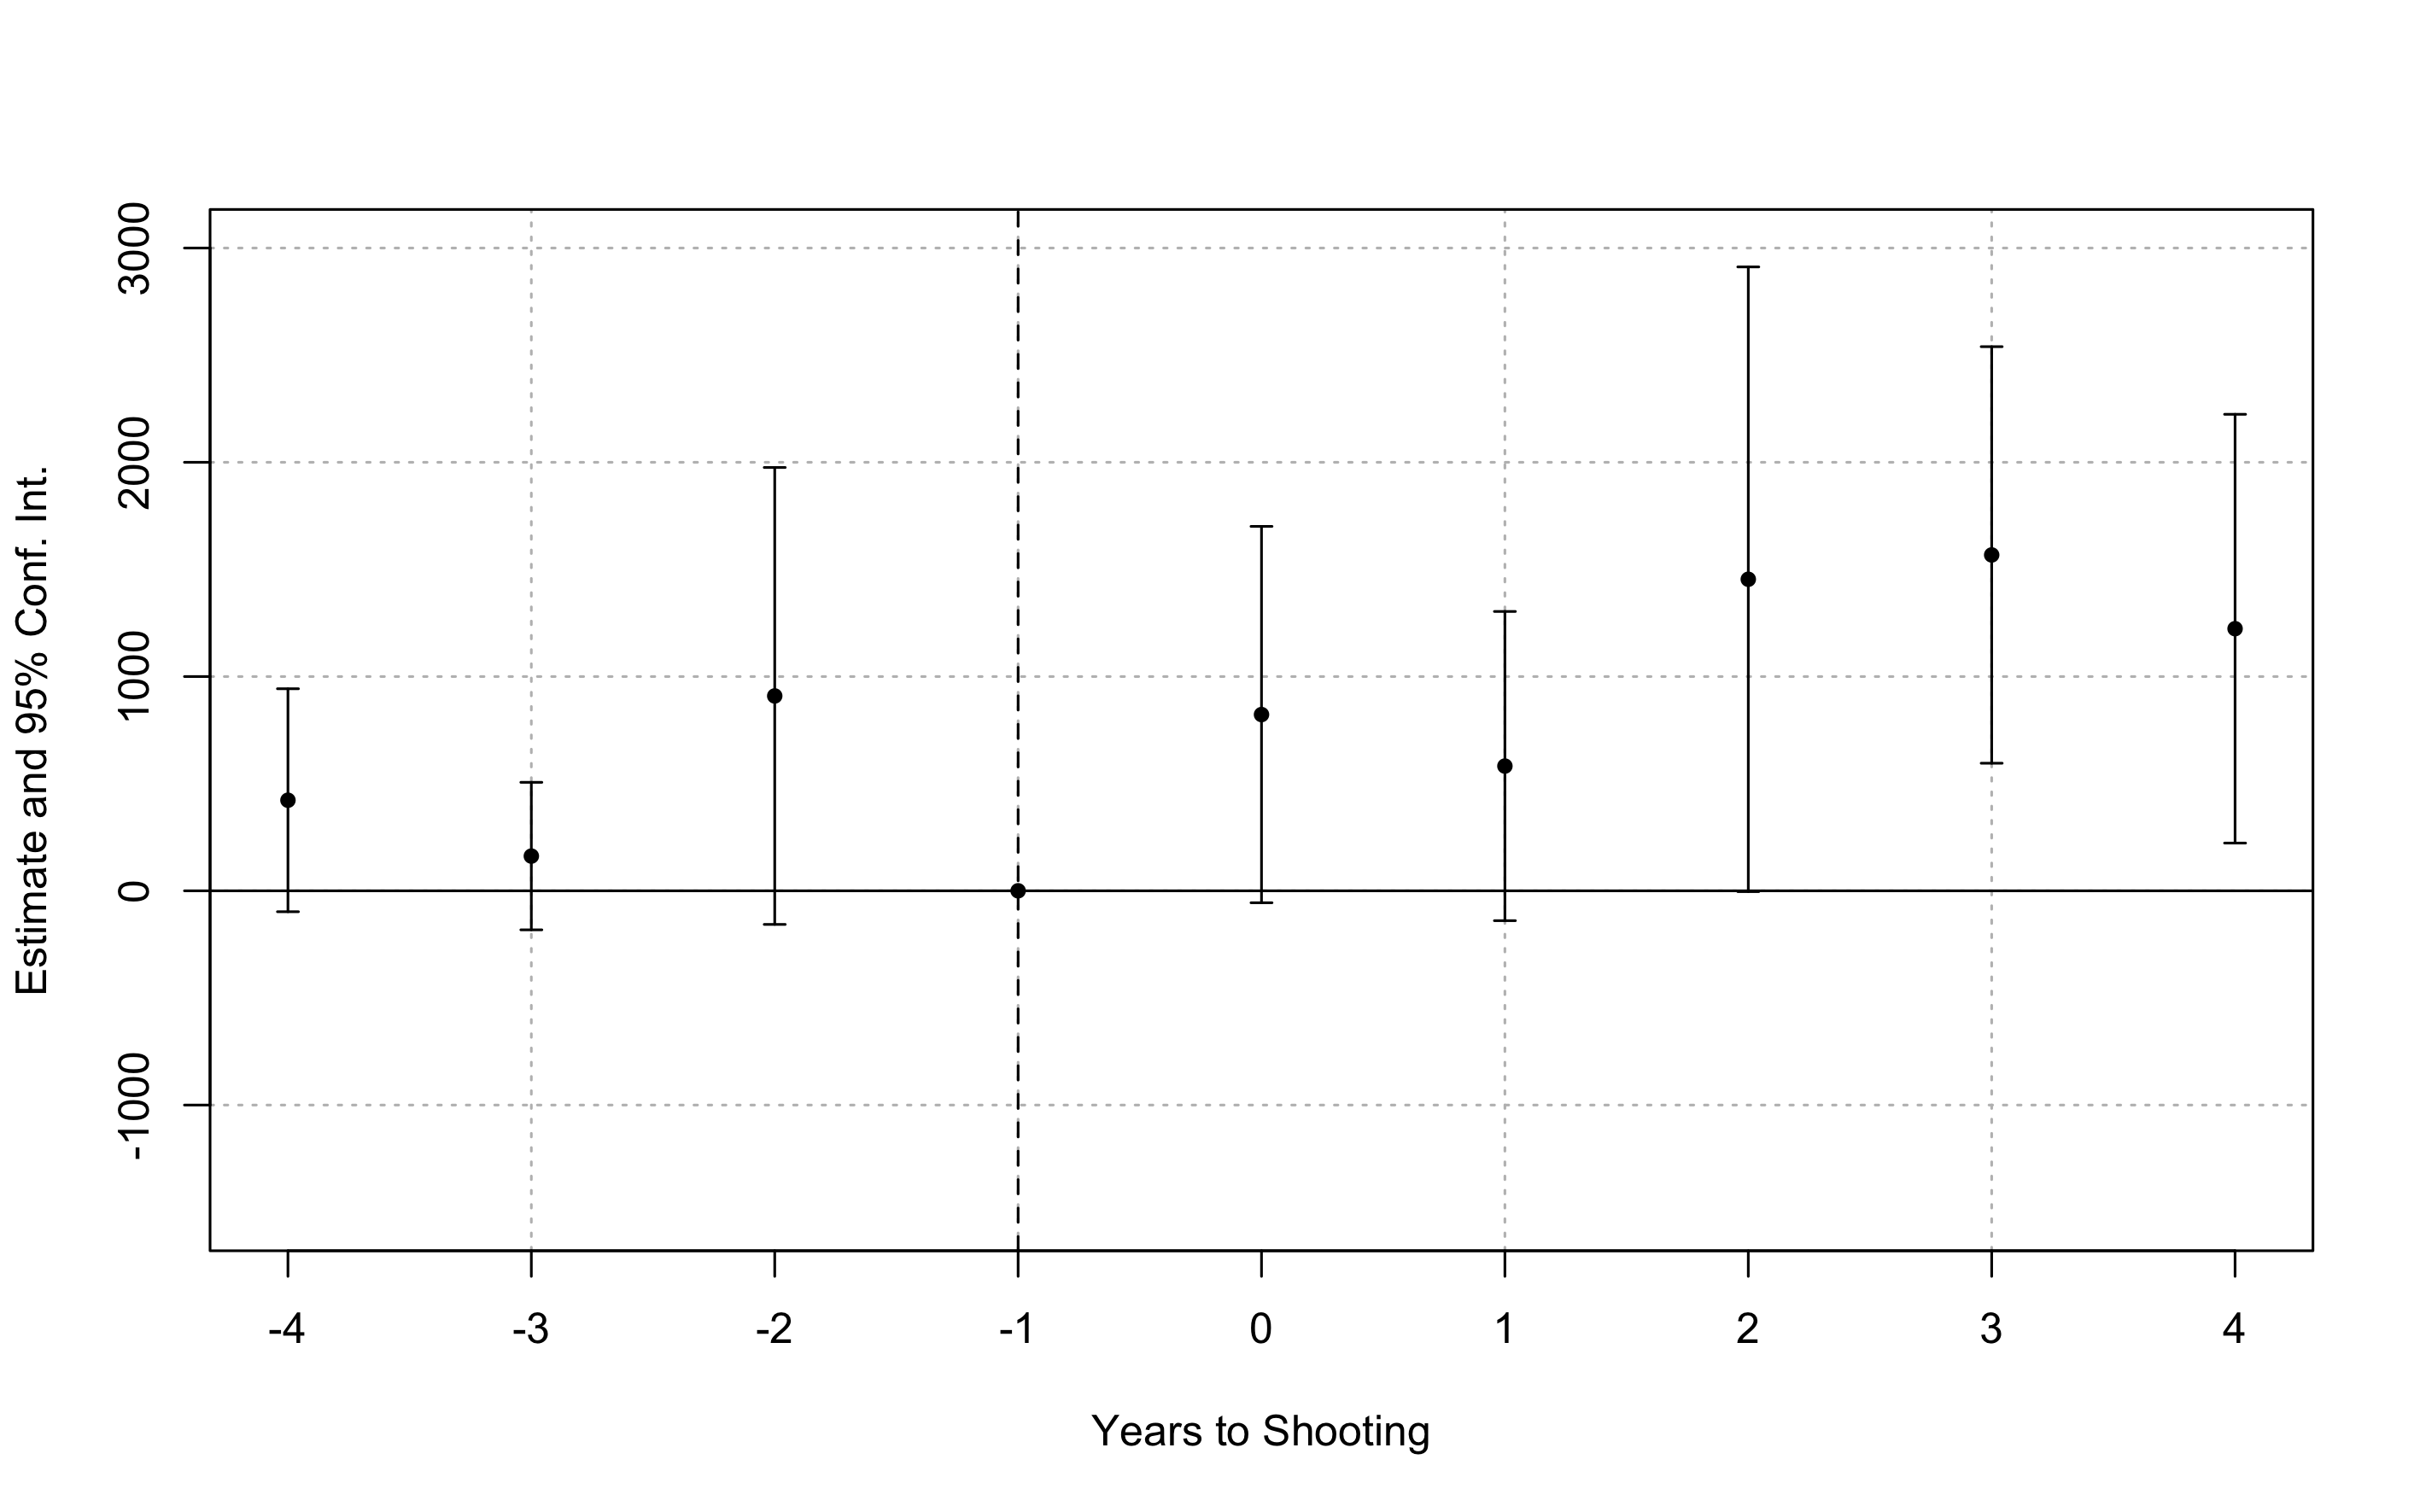 Estimate and 95% Conf. Int.
3000
2000
1000
0
-1000
-4 -3 -2 -1 0 1 2 3 4
Years to Shooting